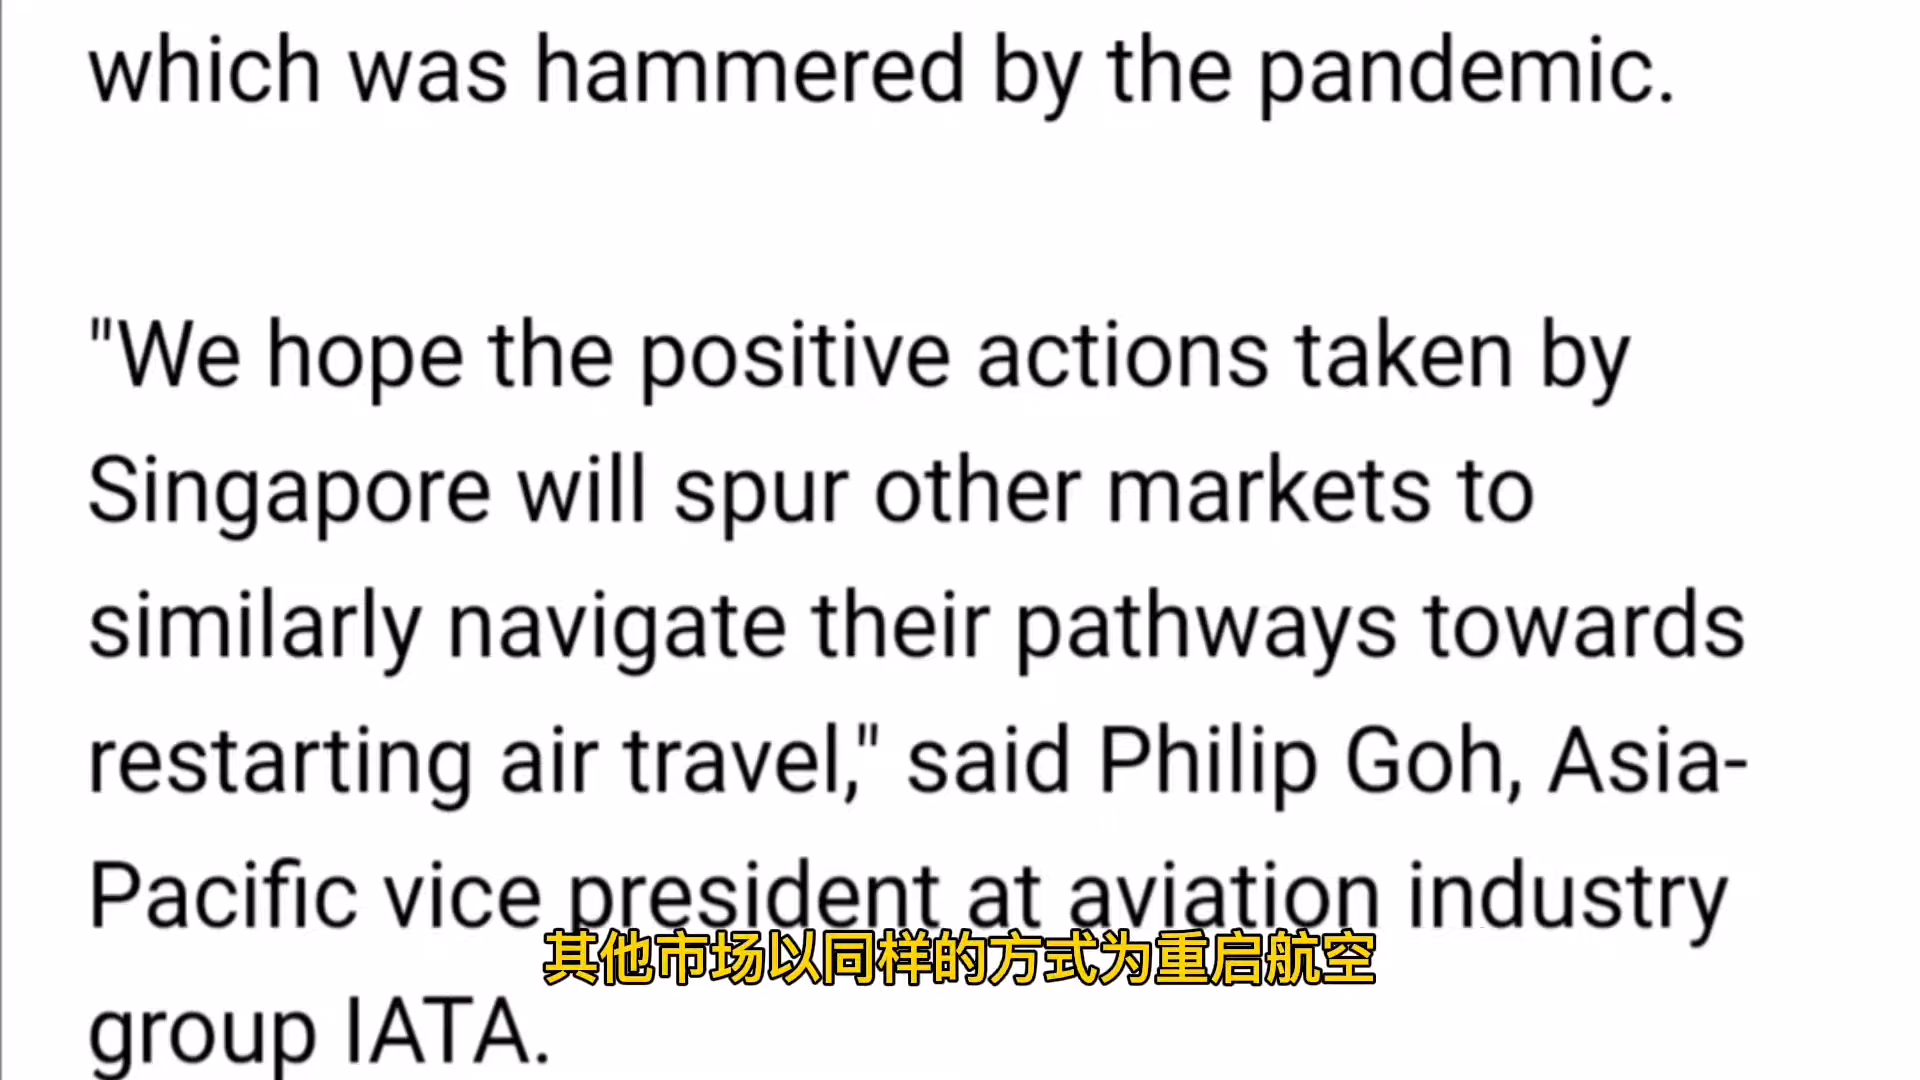 which was hammered by the pandemic.
"We hope the positive actions taken by
Singapore will spur other markets to
similarly navigate their pathways towards
restarting air travel," said Philip Goh, Asia-
Pacific vice president at aviation industry
其他市场以同样的方式为重启航空
group IATA.